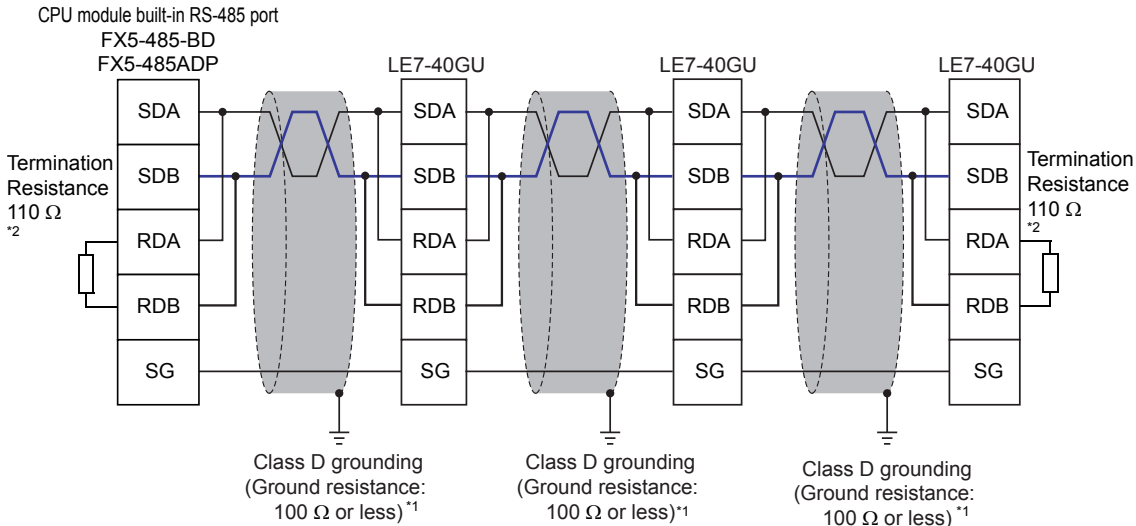 CPU module built-in RS-485 port
FX5-485-BD
FX5-485ADP
LE7-40GU
LE7-40GU
LE7-40GU
SDA
SDA
SDA
SDA
Termination
Resistance
110 Ω
*2
SDB
SDB
SDB
SDB
Termination
Resistance
110 Ω
*2
RDA
RDA
RDA
RDA
RDB
RDB
RDB
RDB
SG
SG
SG
SG
Class D grounding
(Ground resistance:
100 Ω or less)*1
Class D grounding
(Ground resistance:
100 Ω or less)*1
Class D grounding
(Ground resistance:
100 Ω or less)*1